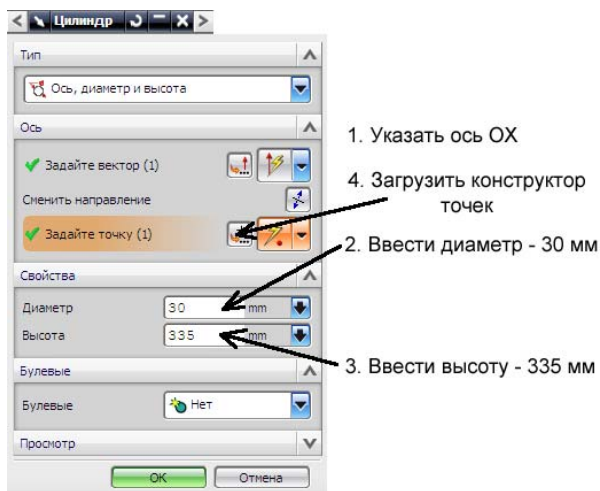 Цилиндр
Тип
Ось, диаметр и высота
Ось
Задайте вектор (1)
Сменить направление
Задайте точку (1)
Свойства
Диаметр 30 mm
Высота 335 mm
Булевые
Булевые Нет
Просмотр
OK Отмена
1. Указать ось OX
4. Загрузить конструктор
точек
2. Ввести диаметр - 30 мм
3. Ввести высоту - 335 мм